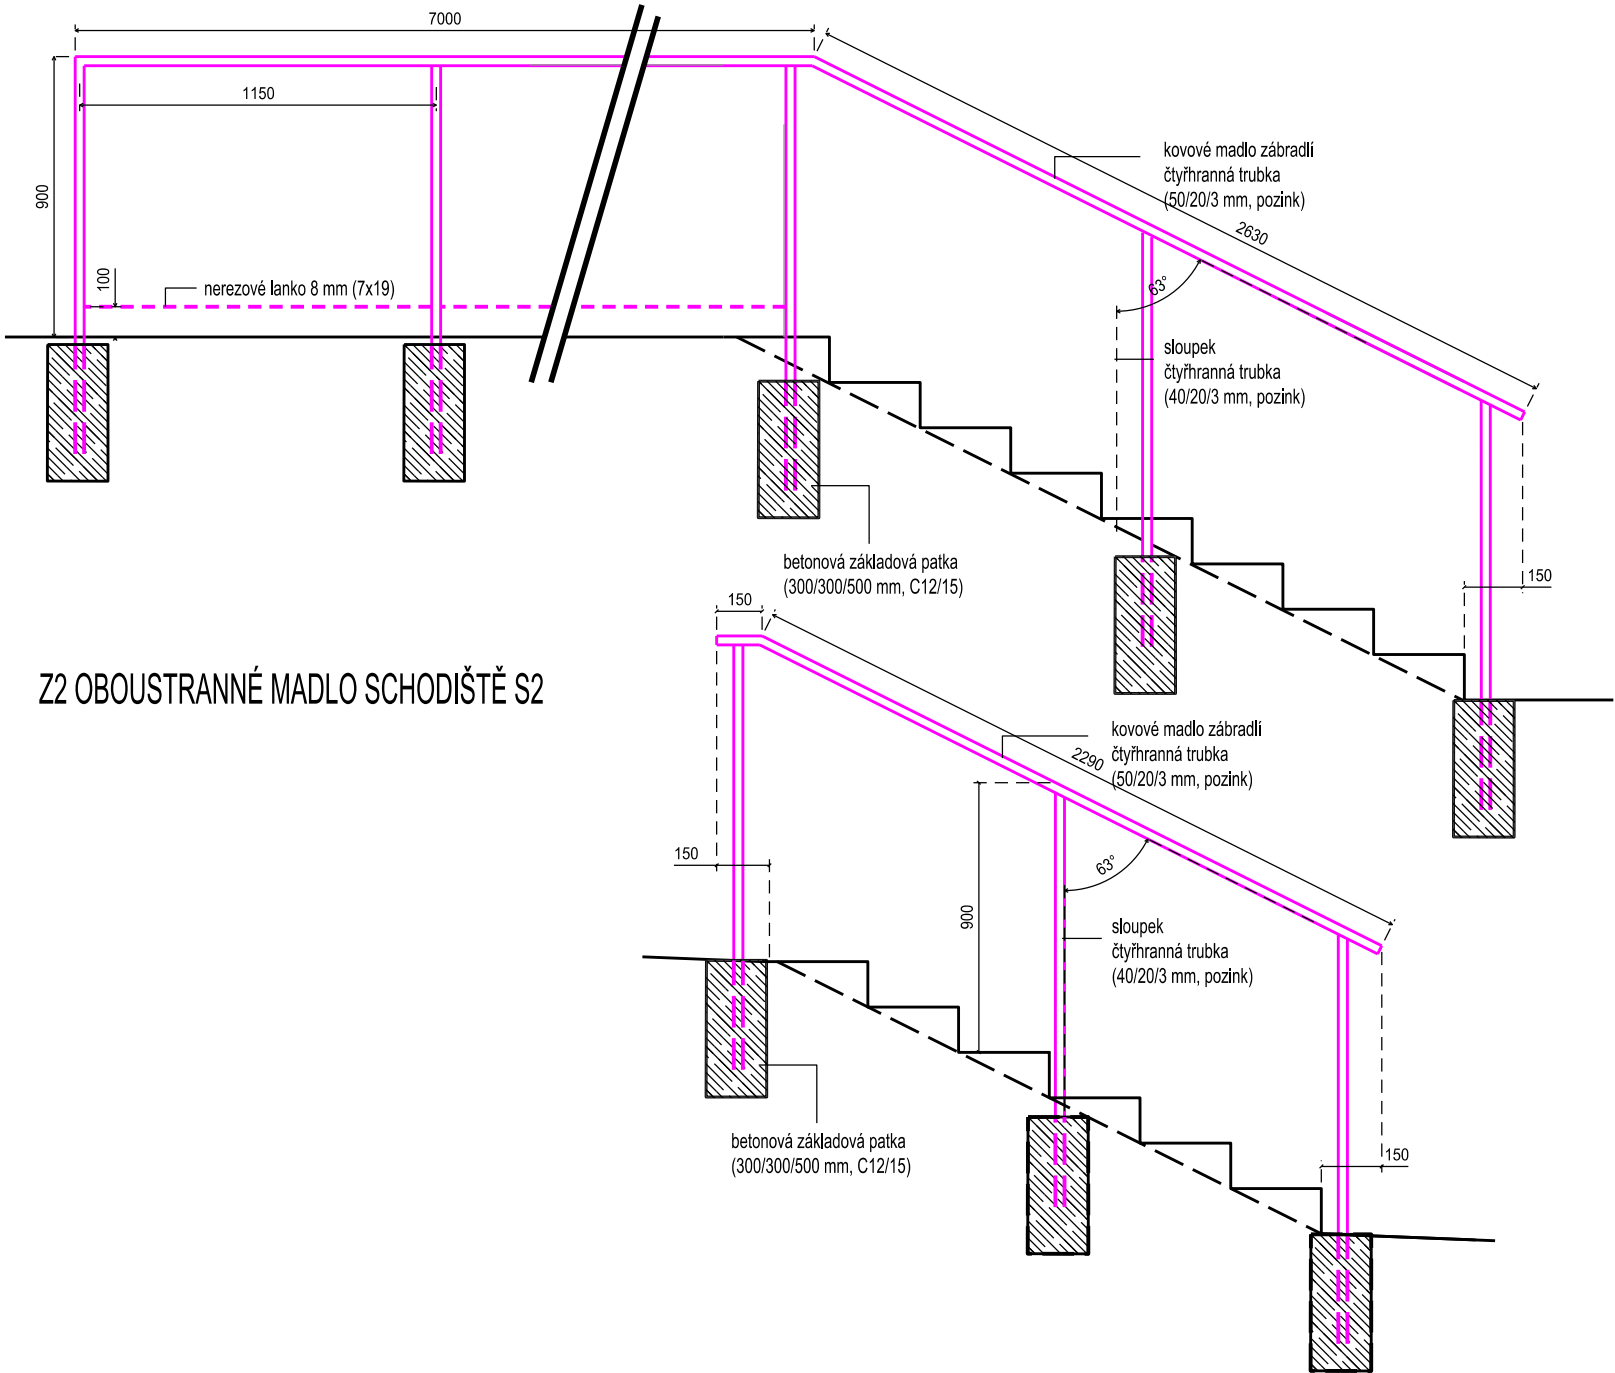 7000
1150
900
100
nerezové lanko 8 mm (7x19)
kovové madlo zábradlí
čtyřhranná trubka
(50/20/3 mm, pozink)
2630
63°
sloupek
čtyřhranná trubka
(40/20/3 mm, pozink)
150
betonová základová patka
(300/300/500 mm, C12/15)
Z2 OBOUSTRANNÉ MADLO SCHODIŠTĚ S2
150
kovové madlo zábradlí
čtyřhranná trubka
(50/20/3 mm, pozink)
2290
150
63°
900
sloupek
čtyřhranná trubka
(40/20/3 mm, pozink)
betonová základová patka
(300/300/500 mm, C12/15)
150